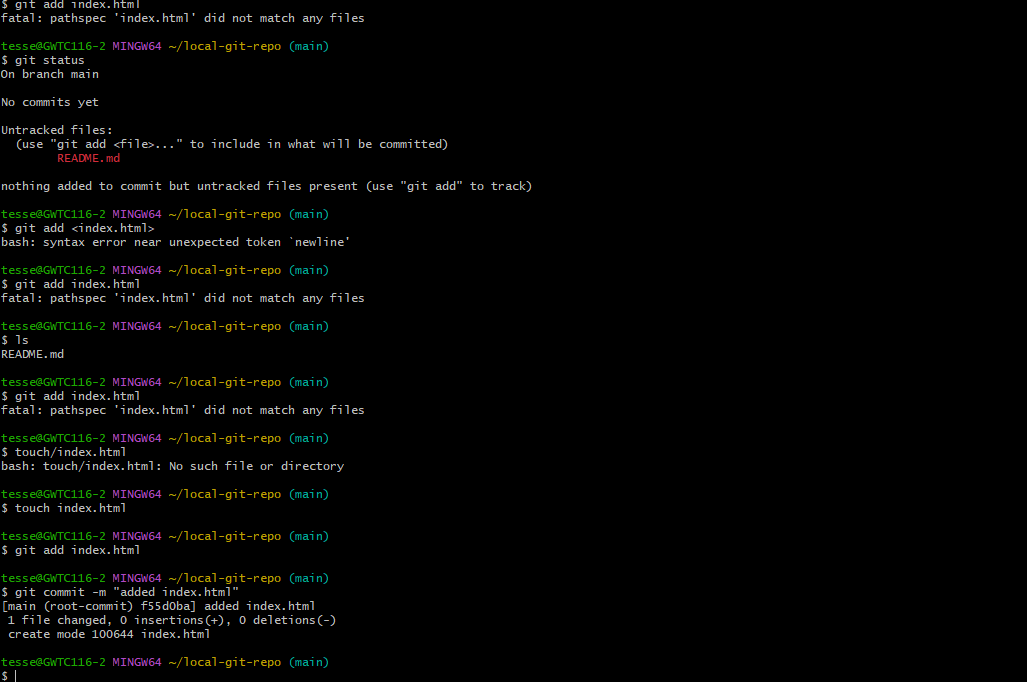 $ git add index.html
fatal: pathspec 'index.html' did not match any files
tesse@GWTC116-2 MINGW64 ~/local-git-repo (main)
$ git status
On branch main
No commits yet
Untracked files:
  (use "git add <file>..." to include in what will be committed)
        README.md
nothing added to commit but untracked files present (use "git add" to track)
tesse@GWTC116-2 MINGW64 ~/local-git-repo (main)
$ git add <index.html>
bash: syntax error near unexpected token `newline'
tesse@GWTC116-2 MINGW64 ~/local-git-repo (main)
$ git add index.html
fatal: pathspec 'index.html' did not match any files
tesse@GWTC116-2 MINGW64 ~/local-git-repo (main)
$ ls
README.md
tesse@GWTC116-2 MINGW64 ~/local-git-repo (main)
$ git add index.html
fatal: pathspec 'index.html' did not match any files
tesse@GWTC116-2 MINGW64 ~/local-git-repo (main)
$ touch/index.html
bash: touch/index.html: No such file or directory
tesse@GWTC116-2 MINGW64 ~/local-git-repo (main)
$ touch index.html
tesse@GWTC116-2 MINGW64 ~/local-git-repo (main)
$ git add index.html
tesse@GWTC116-2 MINGW64 ~/local-git-repo (main)
$ git commit -m "added index.html"
[main (root-commit) f55d0ba] added index.html
 1 file changed, 0 insertions(+), 0 deletions(-)
 create mode 100644 index.html
tesse@GWTC116-2 MINGW64 ~/local-git-repo (main)
$